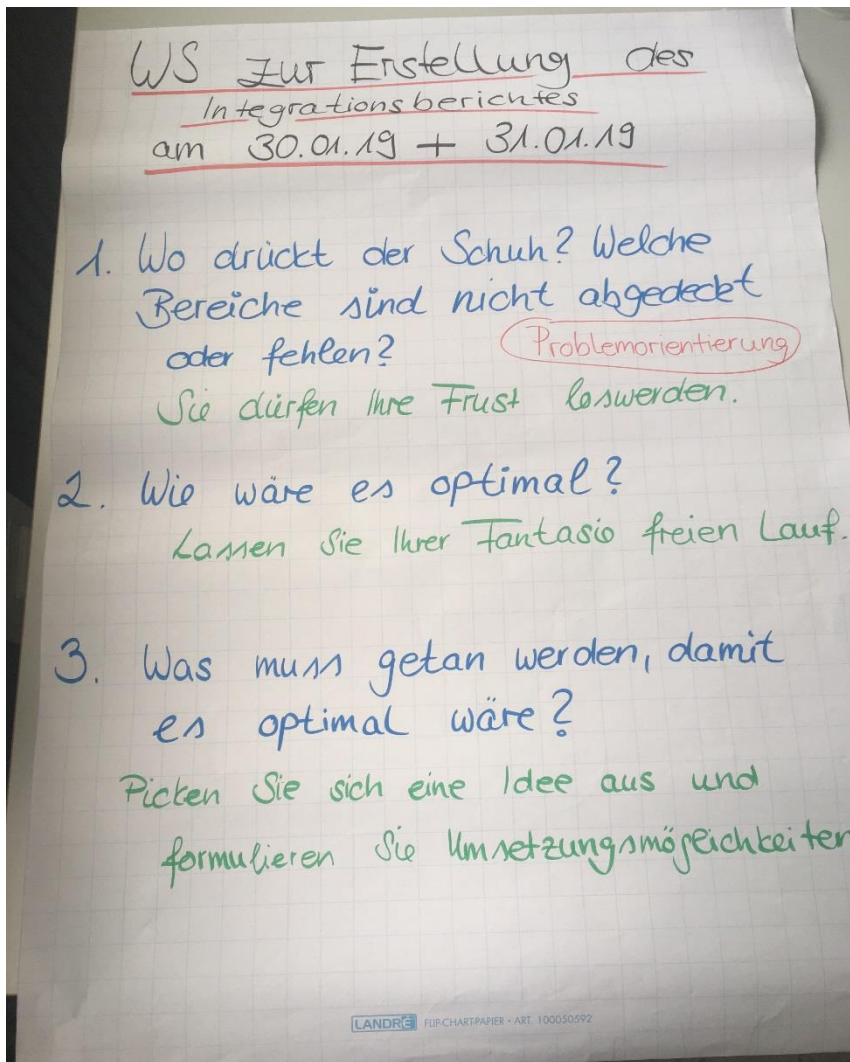 WS zur Erstellung des
Integrationsberichtes
am 30.01.19 + 31.01.19
1. Wo drückt der Schuh? Welche
Bereiche sind nicht abgedeckt
oder fehlen?
Problemorientierung
Sie dürfen Ihre Frust loswerden.
2. Wie wäre es optimal?
Lassen Sie Ihrer Fantasie freien Lauf.
3. Was muss getan werden, damit
es optimal wäre?
Picken Sie sich eine Idee aus und
formulieren Sie Umsetzungsmöglichkeiten
LANDRÉ FLIP-CHART-PAPIER • ART. 100050592